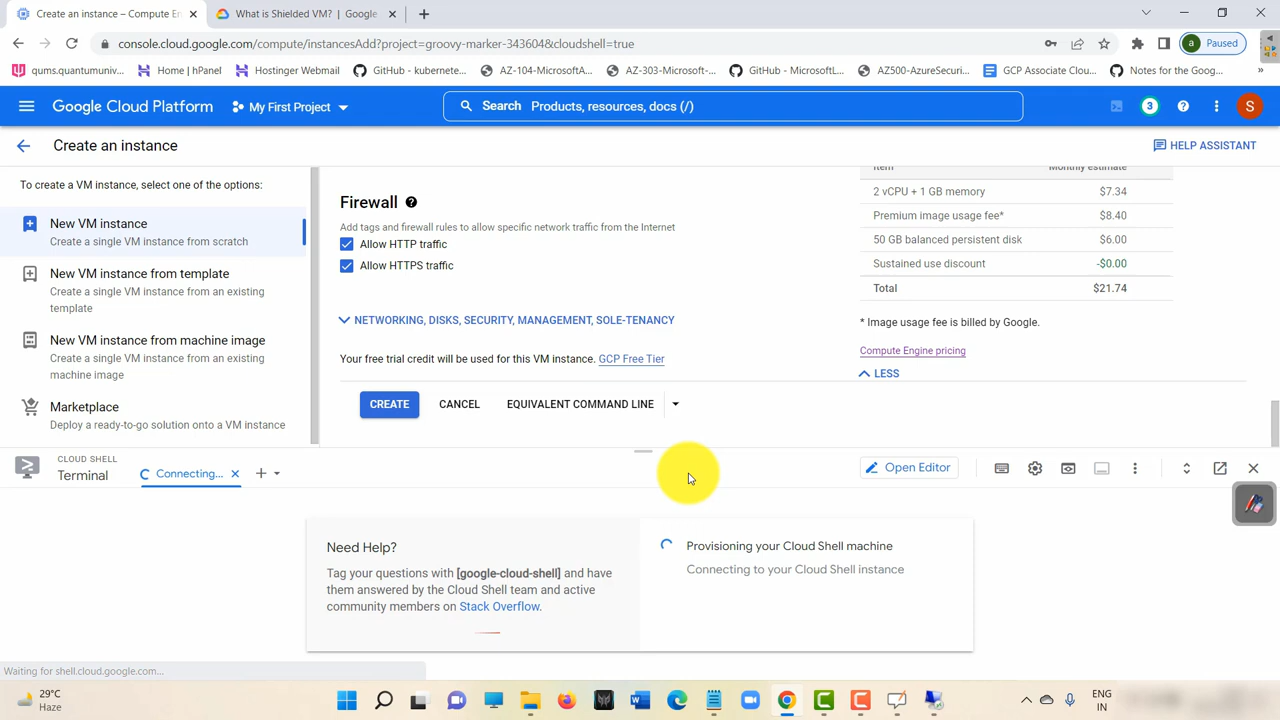 Create an instance – Compute En
What is Shielded VM? | Google
console.cloud.google.com/compute/instancesAdd?project=groovy-marker-343604&cloudshell=true
a
Paused
qums.quantumuniv...
Home | hPanel
Hostinger Webmail
GitHub - kubernete...
AZ-104-MicrosoftA...
AZ-303-Microsoft-...
GitHub - MicrosoftL...
AZ500-AzureSecuri...
GCP Associate Clou...
Notes for the Goog...
»
Google Cloud Platform
My First Project
Search Products, resources, docs (/)
3
S
Create an instance
HELP ASSISTANT
To create a VM instance, select one of the options:
New VM instance
Create a single VM instance from scratch
New VM instance from template
Create a single VM instance from an existing
template
New VM instance from machine image
Create a single VM instance from an existing
machine image
Marketplace
Deploy a ready-to-go solution onto a VM instance
Firewall
Add tags and firewall rules to allow specific network traffic from the Internet
Allow HTTP traffic
Allow HTTPS traffic
NETWORKING, DISKS, SECURITY, MANAGEMENT, SOLE-TENANCY
Your free trial credit will be used for this VM instance. GCP Free Tier
CREATE
CANCEL
EQUIVALENT COMMAND LINE
Item Monthly estimate
2 vCPU + 1 GB memory $7.34
Premium image usage fee* $8.40
50 GB balanced persistent disk $6.00
Sustained use discount -$0.00
Total $21.74
* Image usage fee is billed by Google.
Compute Engine pricing
LESS
CLOUD SHELL
Terminal
Connecting...
Open Editor
Need Help?
Tag your questions with [google-cloud-shell] and have
them answered by the Cloud Shell team and active
community members on Stack Overflow.
Provisioning your Cloud Shell machine
Connecting to your Cloud Shell instance
Waiting for shell.cloud.google.com...
29°C
Haze
ENG
IN